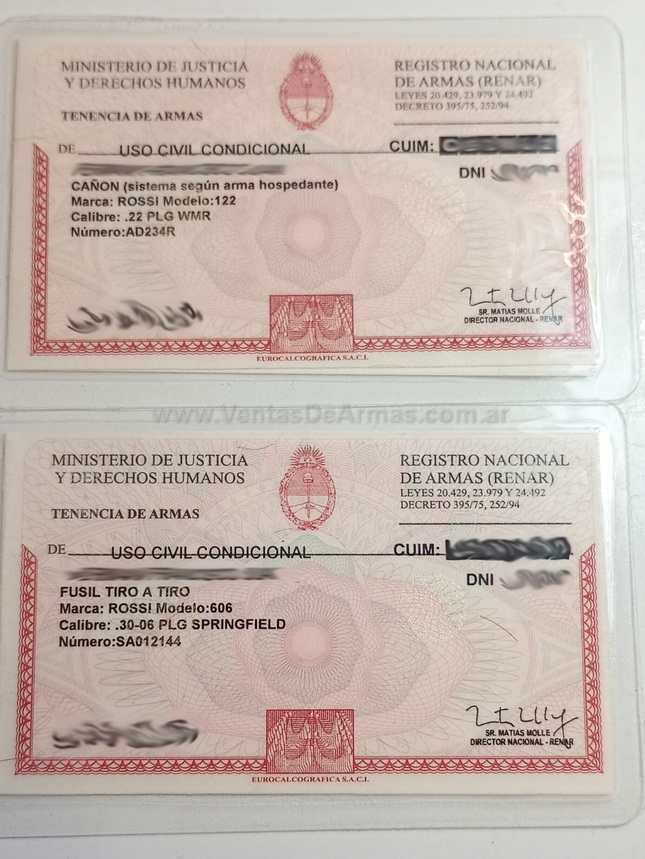 MINISTERIO DE JUSTICIA
Y DERECHOS HUMANOS
REGISTRO NACIONAL
DE ARMAS (RENAR)
LEYES 20.429, 23.979 Y 24.492
DECRETO 395/75, 252/94
TENENCIA DE ARMAS
DE USO CIVIL CONDICIONAL CUIM:
DNI
CAÑON (sistema según arma hospedante)
Marca: ROSSI Modelo:122
Calibre: .22 PLG WMR
Número:AD234R
SR. MATIAS MOLLE
DIRECTOR NACIONAL - RENAR
EUROCALCOGRAFICA S.A.C.I.
www.VentasDeArmas.com.ar
MINISTERIO DE JUSTICIA
Y DERECHOS HUMANOS
REGISTRO NACIONAL
DE ARMAS (RENAR)
LEYES 20.429, 23.979 Y 24.492
DECRETO 395/75, 252/94
TENENCIA DE ARMAS
DE USO CIVIL CONDICIONAL CUIM:
DNI
FUSIL TIRO A TIRO
Marca: ROSSI Modelo:606
Calibre: .30-06 PLG SPRINGFIELD
Número:SA012144
SR. MATIAS MOLLE
DIRECTOR NACIONAL - RENAR
EUROCALCOGRAFICA S.A.C.I.